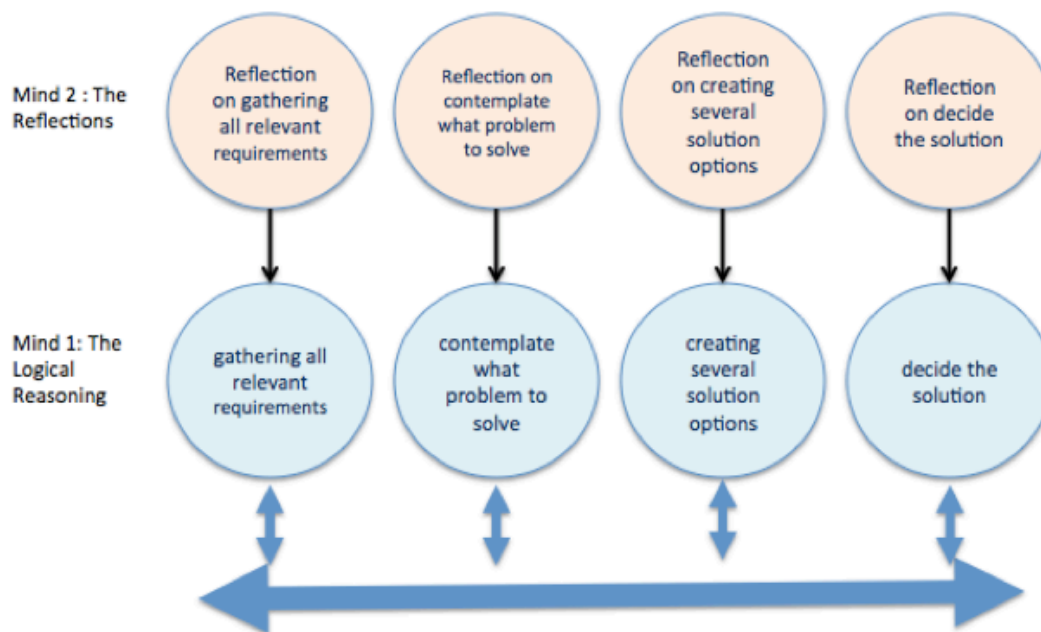 Mind 2 : The
Reflections
Reflection
on gathering
all relevant
requirements
Reflection on
contemplate
what problem
to solve
Reflection
on creating
several
solution
options
Reflection
on decide
the solution
Mind 1: The
Logical
Reasoning
gathering all
relevant
requirements
contemplate
what
problem to
solve
creating
several
solution
options
decide the
solution